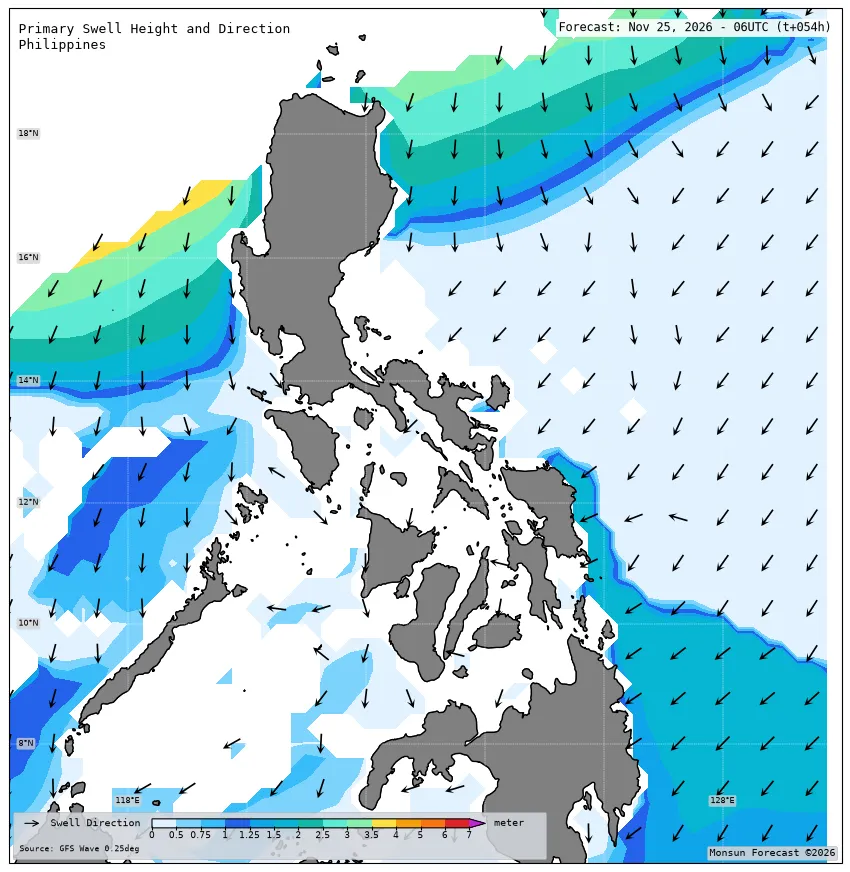 Primary Swell Height and Direction
Philippines
Forecast: Nov 25, 2026 - 06UTC (t+054h)
18°N
16°N
14°N
12°N
10°N
8°N
118°E
128°E
Swell Direction
0 0.5 0.75 1 1.25 1.5 2 2.5 3 3.5 4 5 6 7
meter
Source: GFS Wave 0.25deg
Monsun Forecast ©2026